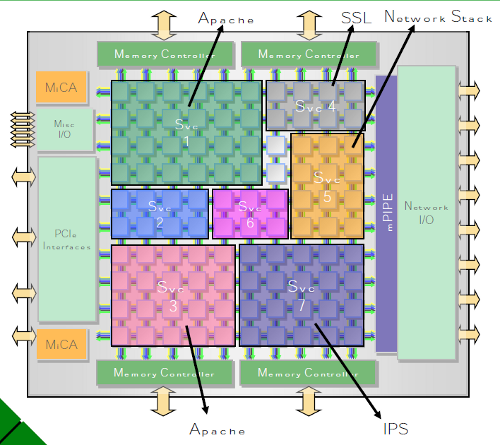 Apache
SSL
Network Stack
Memory Controller
Memory Controller
MiCA
Misc
I/O
Svc
1
Svc 4
Svc
5
PCIe
Interfaces
Svc
2
Svc
6
mPIPE
Network
I/O
Svc
3
Svc
7
MiCA
Memory Controller
Memory Controller
Apache
IPS